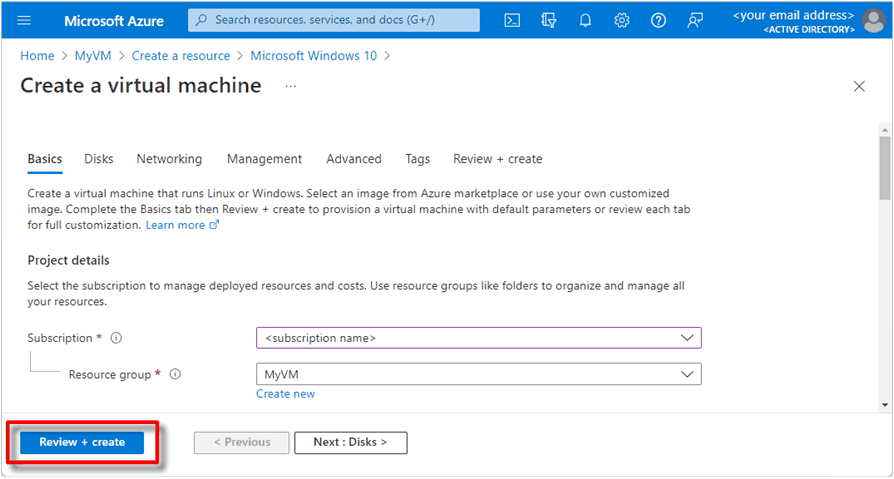 Microsoft Azure
Search resources, services, and docs (G+/)
<your email address>
<ACTIVE DIRECTORY>
Home > MyVM > Create a resource > Microsoft Windows 10 >
Create a virtual machine ...
Basics Disks Networking Management Advanced Tags Review + create
Create a virtual machine that runs Linux or Windows. Select an image from Azure marketplace or use your own customized
image. Complete the Basics tab then Review + create to provision a virtual machine with default parameters or review each tab
for full customization. Learn more
Project details
Select the subscription to manage deployed resources and costs. Use resource groups like folders to organize and manage all
your resources.
Subscription *
<subscription name>
Resource group *
MyVM
Create new
Review + create
< Previous
Next : Disks >